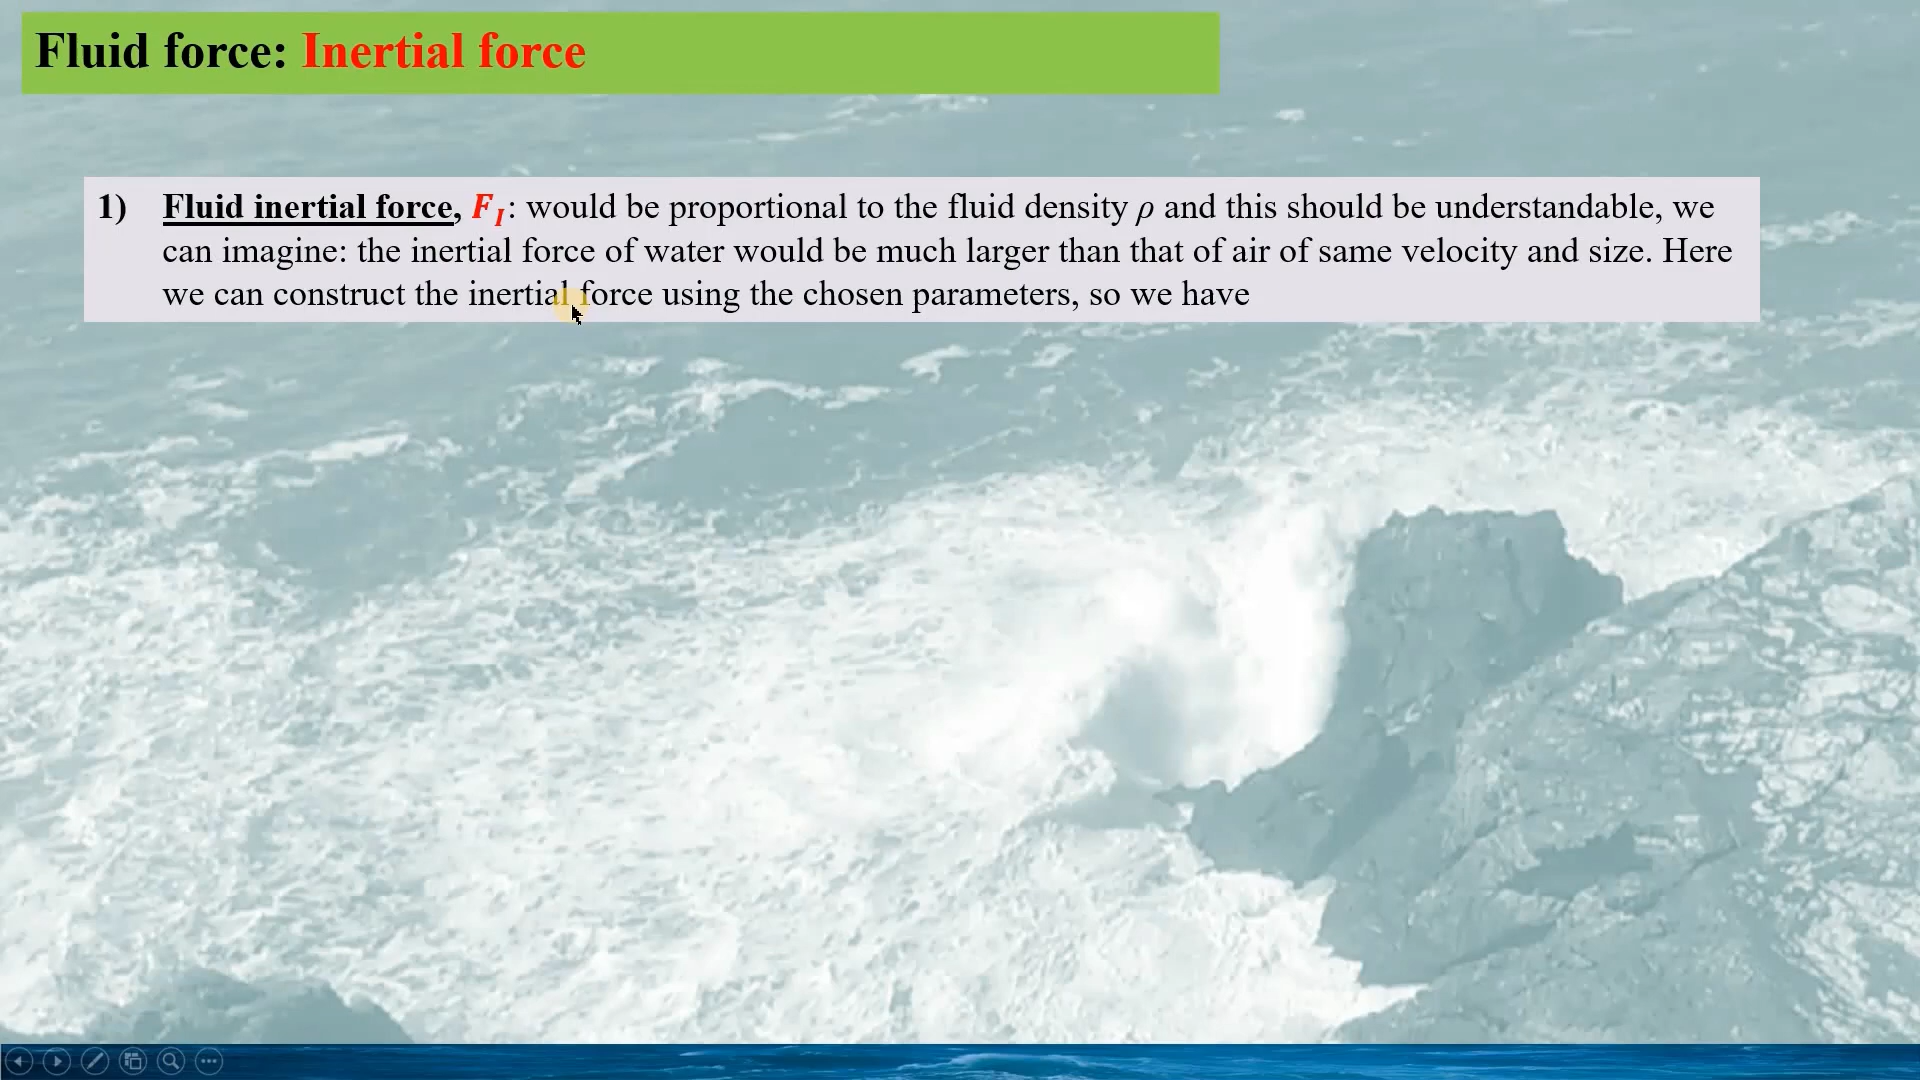 Fluid force: Inertial force
1) Fluid inertial force, F_I: would be proportional to the fluid density ρ and this should be understandable, we
can imagine: the inertial force of water would be much larger than that of air of same velocity and size. Here
we can construct the inertial force using the chosen parameters, so we have